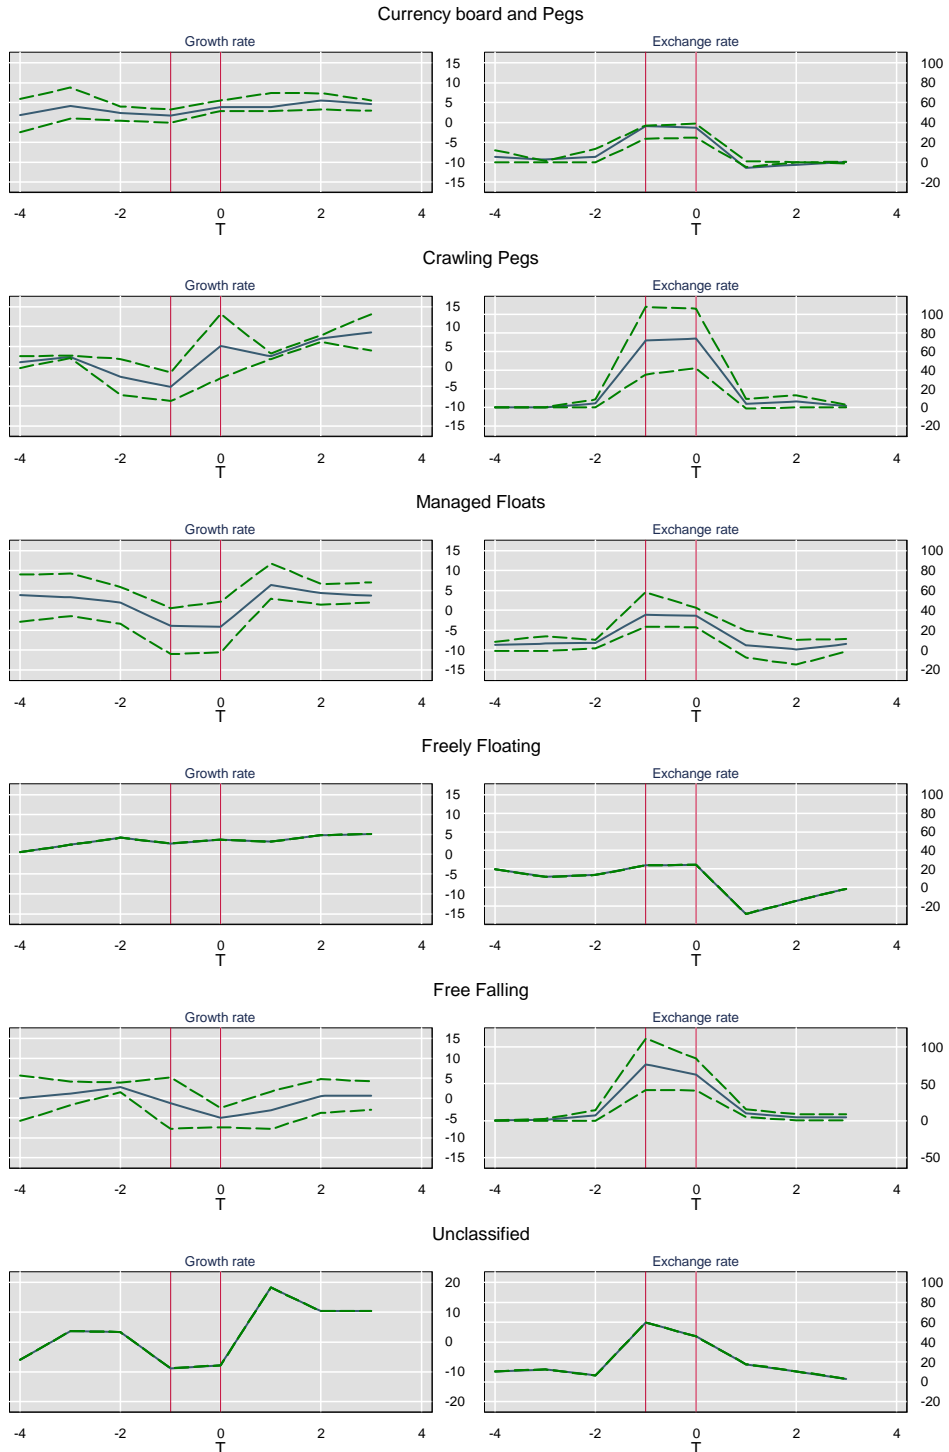 Currency board and Pegs
Growth rate Exchange rate
15 100
10 80
5 60
0 40
-5 20
-10 0
-15 -20
-4 -2 0 2 4 -4 -2 0 2 4
T T
Crawling Pegs
Growth rate Exchange rate
15 100
10 80
5 60
0 40
-5 20
-10 0
-15 -20
-4 -2 0 2 4 -4 -2 0 2 4
T T
Managed Floats
Growth rate Exchange rate
15 100
10 80
5 60
0 40
-5 20
-10 0
-15 -20
-4 -2 0 2 4 -4 -2 0 2 4
T T
Freely Floating
Growth rate Exchange rate
15 100
10 80
5 60
0 40
-5 20
-10 0
-15 -20
-4 -2 0 2 4 -4 -2 0 2 4
T T
Free Falling
Growth rate Exchange rate
15 100
10
5 50
0
-5 0
-10
-15 -50
-4 -2 0 2 4 -4 -2 0 2 4
T T
Unclassified
Growth rate Exchange rate
20 100
10 80
0 60
-10 40
-20 20
0
-20
-4 -2 0 2 4 -4 -2 0 2 4
T T